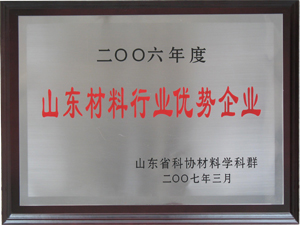 二〇〇六年度
山东材料行业优势企业
山东省科协材料学科群
二〇〇七年三月